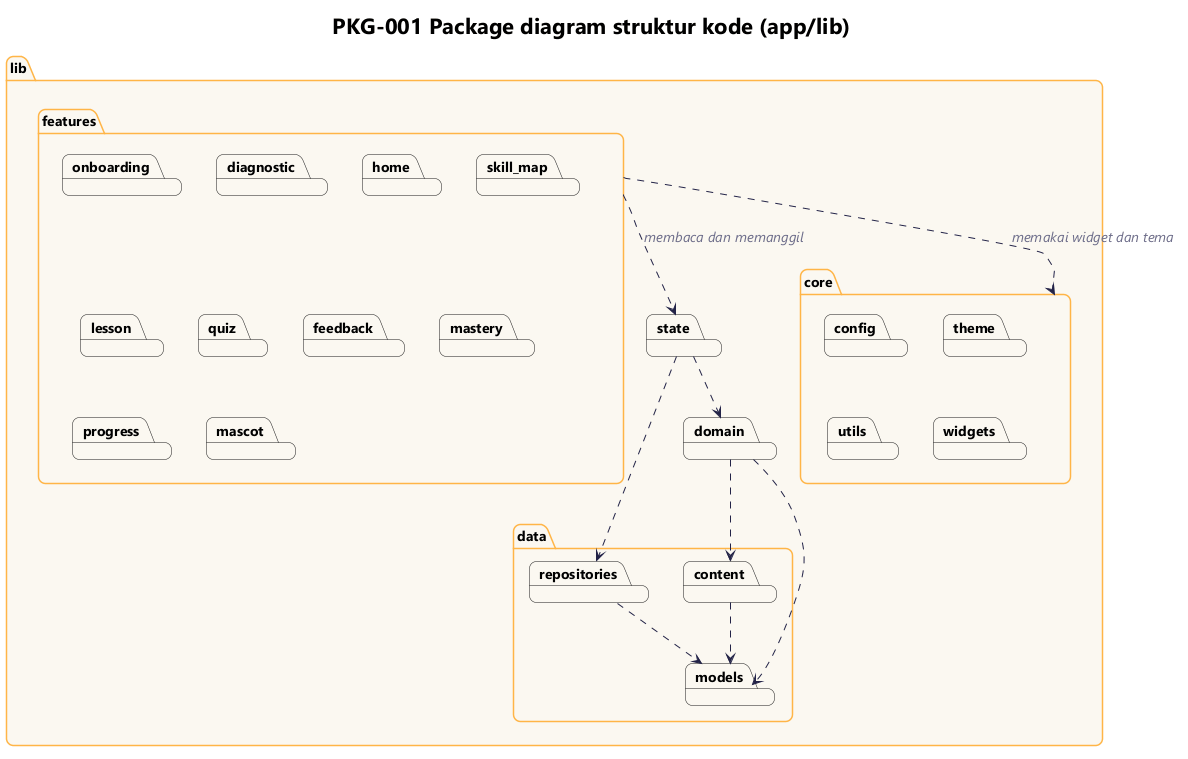 PKG-001 Package diagram struktur kode (app/lib)
lib
features
onboarding
diagnostic
home
skill_map
membaca dan memanggil
memakai widget dan tema
core
lesson
quiz
feedback
mastery
state
config
theme
progress
mascot
domain
utils
widgets
data
repositories
content
models